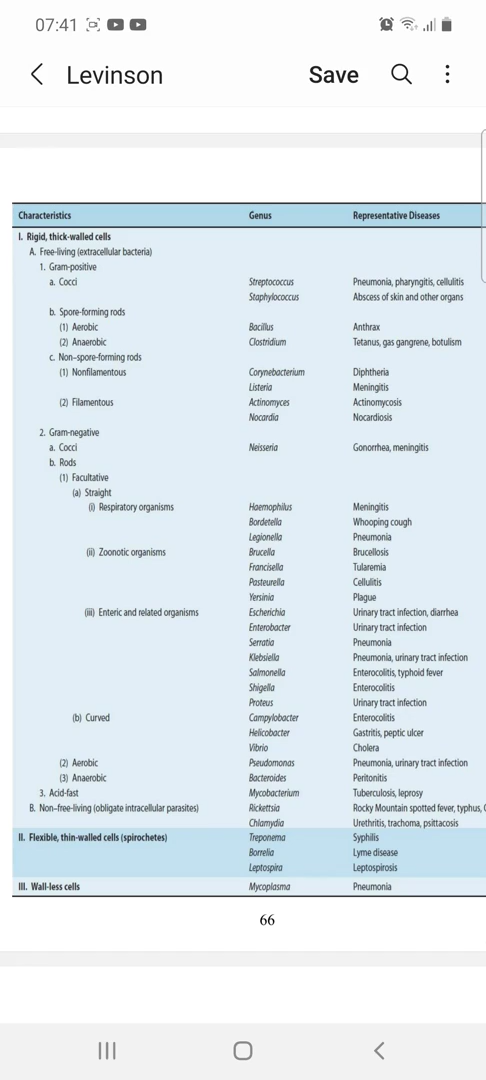 07:41
Levinson Save
Characteristics Genus Representative Diseases
I. Rigid, thick-walled cells
A. Free-living (extracellular bacteria)
1. Gram-positive
a. Cocci Streptococcus Pneumonia, pharyngitis, cellulitis
Staphylococcus Abscess of skin and other organs
b. Spore-forming rods
(1) Aerobic Bacillus Anthrax
(2) Anaerobic Clostridium Tetanus, gas gangrene, botulism
c. Non–spore-forming rods
(1) Nonfilamentous Corynebacterium Diphtheria
Listeria Meningitis
(2) Filamentous Actinomyces Actinomycosis
Nocardia Nocardiosis
2. Gram-negative
a. Cocci Neisseria Gonorrhea, meningitis
b. Rods
(1) Facultative
(a) Straight
(i) Respiratory organisms Haemophilus Meningitis
Bordetella Whooping cough
Legionella Pneumonia
(ii) Zoonotic organisms Brucella Brucellosis
Francisella Tularemia
Pasteurella Cellulitis
Yersinia Plague
(iii) Enteric and related organisms Escherichia Urinary tract infection, diarrhea
Enterobacter Urinary tract infection
Serratia Pneumonia
Klebsiella Pneumonia, urinary tract infection
Salmonella Enterocolitis, typhoid fever
Shigella Enterocolitis
Proteus Urinary tract infection
(b) Curved Campylobacter Enterocolitis
Helicobacter Gastritis, peptic ulcer
Vibrio Cholera
(2) Aerobic Pseudomonas Pneumonia, urinary tract infection
(3) Anaerobic Bacteroides Peritonitis
3. Acid-fast Mycobacterium Tuberculosis, leprosy
B. Non–free-living (obligate intracellular parasites) Rickettsia Rocky Mountain spotted fever, typhus,
Chlamydia Urethritis, trachoma, psittacosis
II. Flexible, thin-walled cells (spirochetes) Treponema Syphilis
Borrelia Lyme disease
Leptospira Leptospirosis
III. Wall-less cells Mycoplasma Pneumonia
66